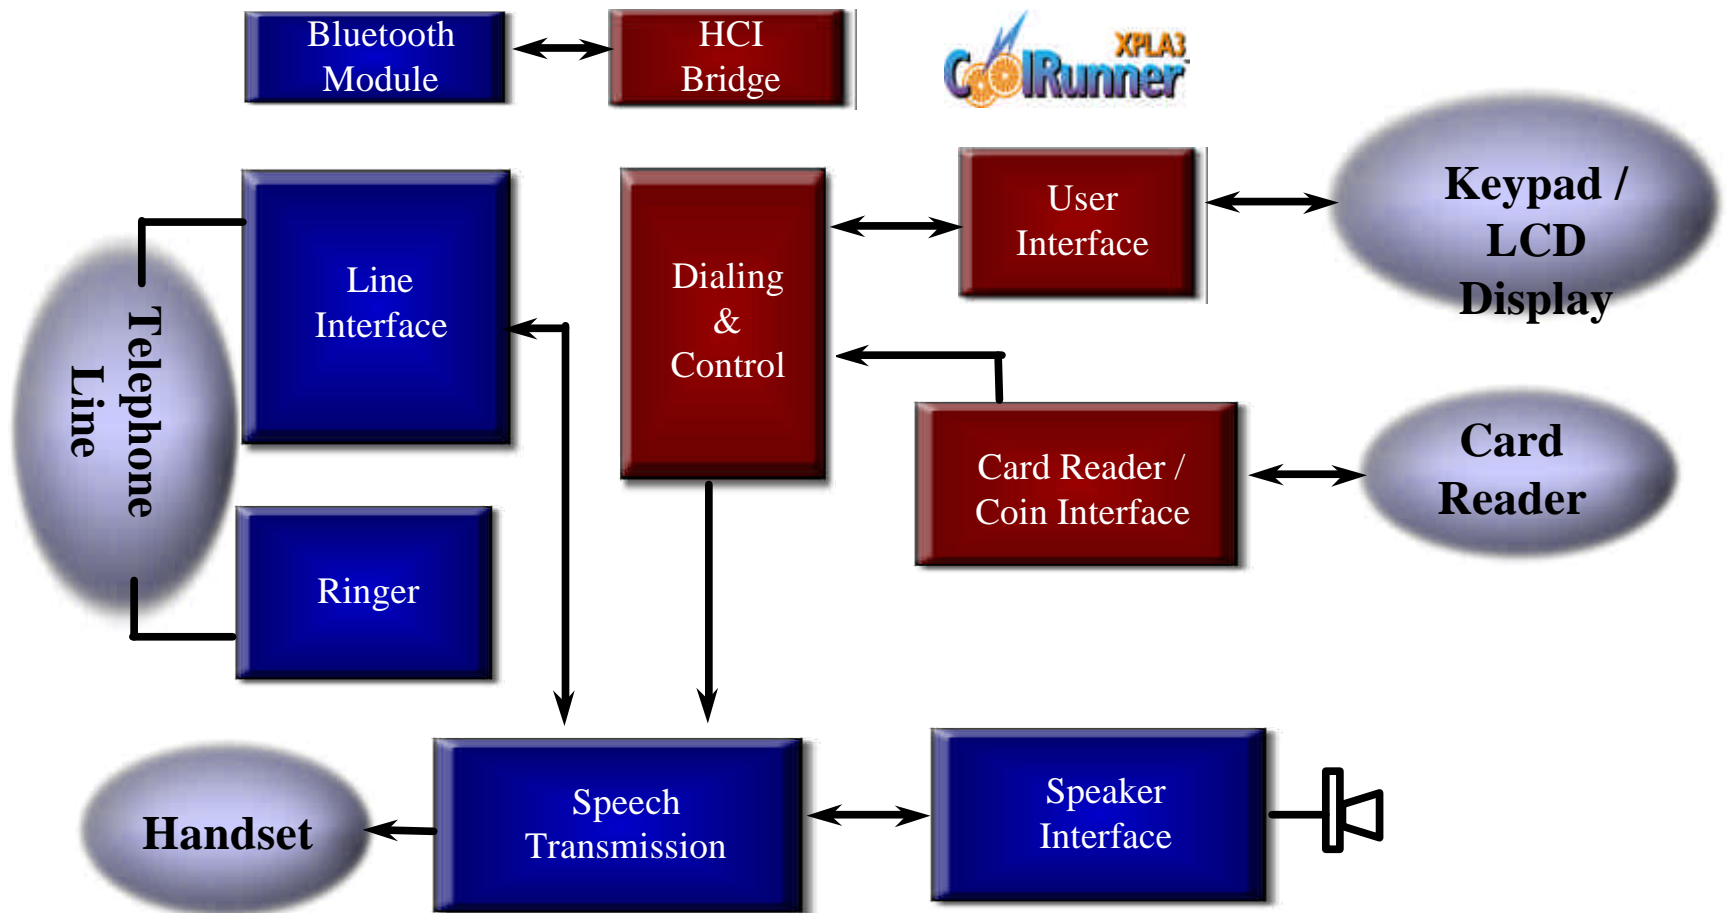 Bluetooth
Module
HCI
Bridge
XPLA3
CoolRunner™
User
Interface
Keypad /
LCD
Display
Line
Interface
Dialing
&
Control
Telephone
Line
Card Reader /
Coin Interface
Card
Reader
Ringer
Handset
Speech
Transmission
Speaker
Interface